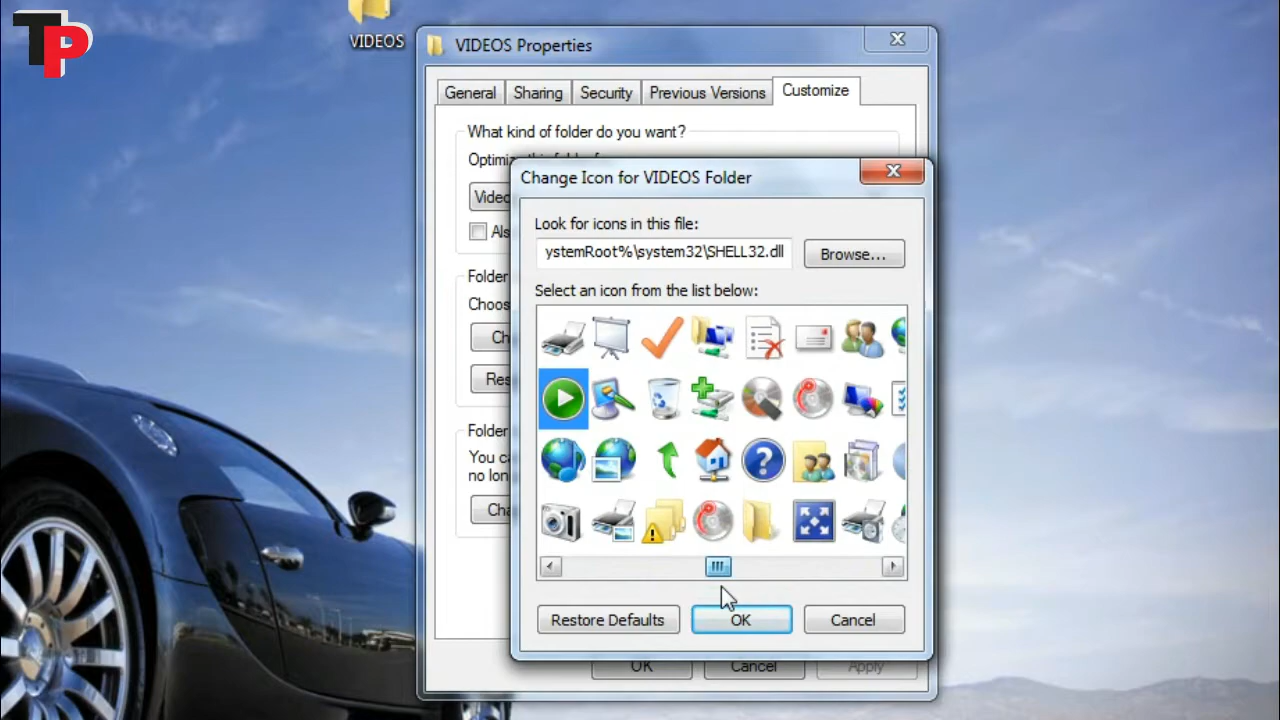 TP
VIDEOS
VIDEOS Properties
General
Sharing
Security
Previous Versions
Customize
What kind of folder do you want?
Change Icon for VIDEOS Folder
Look for icons in this file:
ystemRoot%\system32\SHELL32.dll
Browse...
Select an icon from the list below:
Folder
Folder
You ca
no lon
Restore Defaults
OK
Cancel
OK
Cancel
Apply